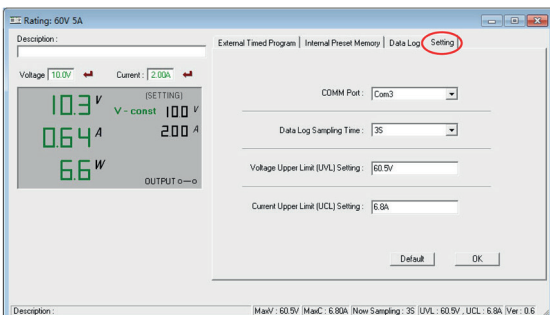 Rating: 60V 5A
Description :
External Timed Program Internal Preset Memory Data Log Setting
Voltage 10.0V Current : 2.00A
10.3 V
(SETTING)
V - const 100 V
0.64 A
200 A
6.6 W
OUTPUT
COMM Port : Com3
Data Log Sampling Time : 3S
Voltage Upper Limit (UVL) Setting : 60.5V
Current Upper Limit (UCL) Setting : 6.8A
Default OK
Description : MaxV : 60.5V MaxC : 6.80A Now Sampling : 3S UVL : 60.5V , UCL : 6.8A Ver : 0.6